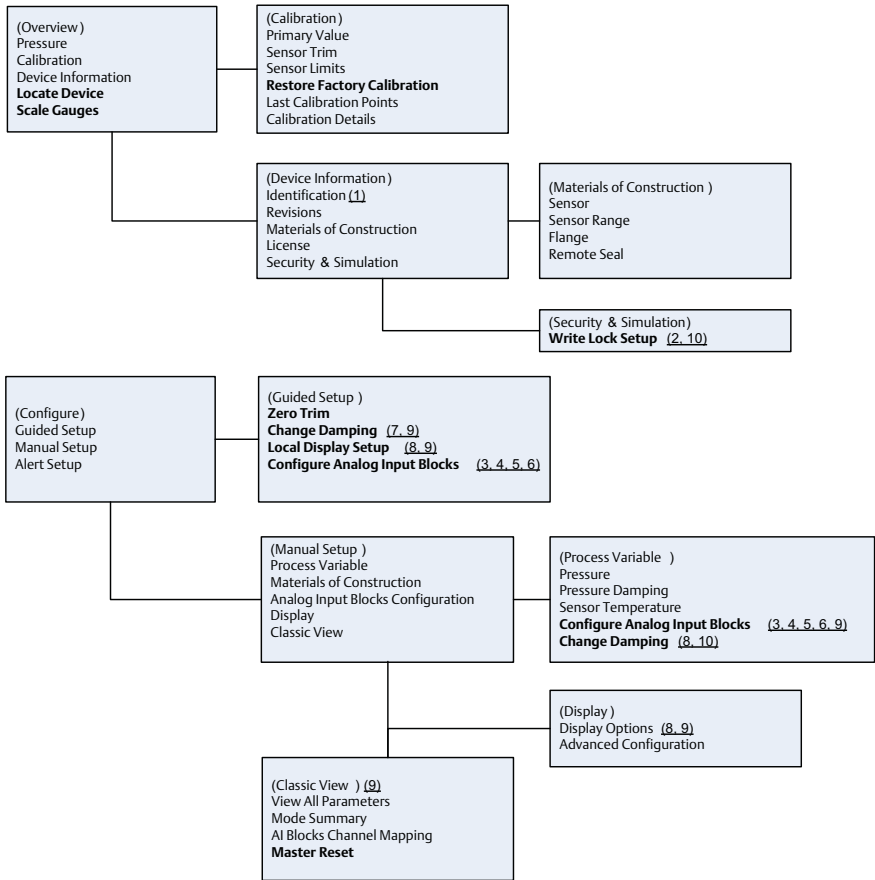 (Overview)
Pressure
Calibration
Device Information
Locate Device
Scale Gauges
(Calibration)
Primary Value
Sensor Trim
Sensor Limits
Restore Factory Calibration
Last Calibration Points
Calibration Details
(Device Information)
Identification (1)
Revisions
Materials of Construction
License
Security & Simulation
(Materials of Construction )
Sensor
Sensor Range
Flange
Remote Seal
(Security & Simulation)
Write Lock Setup (2, 10)
(Configure)
Guided Setup
Manual Setup
Alert Setup
(Guided Setup )
Zero Trim
Change Damping (7, 9)
Local Display Setup (8, 9)
Configure Analog Input Blocks (3, 4, 5, 6)
(Manual Setup )
Process Variable
Materials of Construction
Analog Input Blocks Configuration
Display
Classic View
(Process Variable )
Pressure
Pressure Damping
Sensor Temperature
Configure Analog Input Blocks (3, 4, 5, 6, 9)
Change Damping (8, 10)
(Display)
Display Options (8, 9)
Advanced Configuration
(Classic View ) (9)
View All Parameters
Mode Summary
AI Blocks Channel Mapping
Master Reset